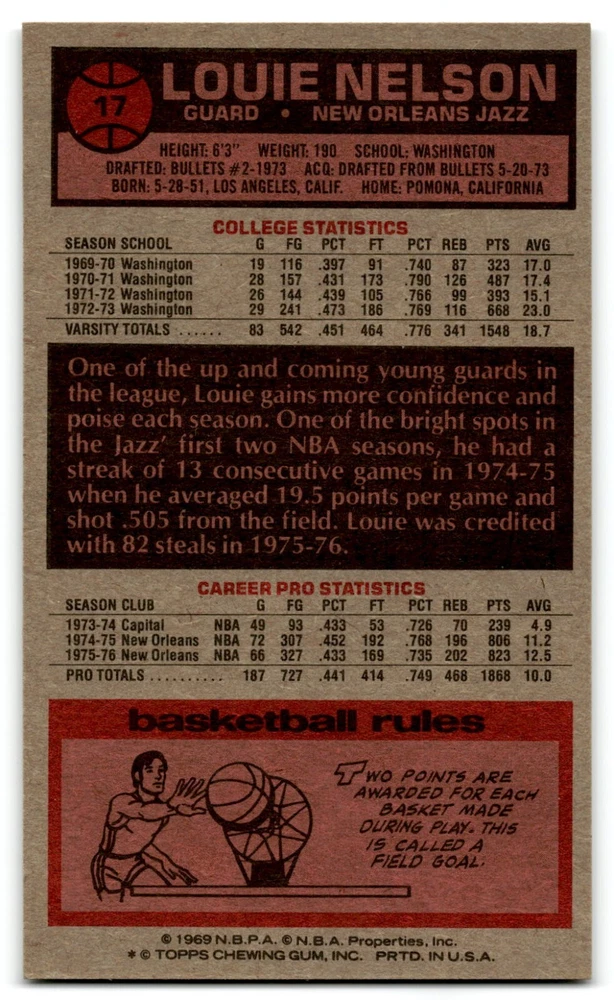 17
LOUIE NELSON
GUARD • NEW ORLEANS JAZZ
HEIGHT: 6'3" WEIGHT: 190 SCHOOL: WASHINGTON
DRAFTED: BULLETS #2-1973 ACQ: DRAFTED FROM BULLETS 5-20-73
BORN: 5-28-51, LOS ANGELES, CALIF. HOME: POMONA, CALIFORNIA
COLLEGE STATISTICS
SEASON SCHOOL G FG PCT FT PCT REB PTS AVG
1969-70 Washington 19 116 .397 91 .740 87 323 17.0
1970-71 Washington 28 157 .431 173 .790 126 487 17.4
1971-72 Washington 26 144 .439 105 .766 99 393 15.1
1972-73 Washington 29 241 .473 186 .769 116 668 23.0
VARSITY TOTALS ...... 83 542 .451 464 .776 341 1548 18.7
One of the up and coming young guards in
the league, Louie gains more confidence and
poise each season. One of the bright spots in
the Jazz' first two NBA seasons, he had a
streak of 13 consecutive games in 1974-75
when he averaged 19.5 points per game and
shot .505 from the field. Louie was credited
with 82 steals in 1975-76.
CAREER PRO STATISTICS
SEASON CLUB G FG PCT FT PCT REB PTS AVG
1973-74 Capital NBA 49 93 .433 53 .726 70 239 4.9
1974-75 New Orleans NBA 72 307 .452 192 .768 196 806 11.2
1975-76 New Orleans NBA 66 327 .433 169 .735 202 823 12.5
PRO TOTALS .......... 187 727 .441 414 .749 468 1868 10.0
basketball rules
TWO POINTS ARE
AWARDED FOR EACH
BASKET MADE
DURING PLAY. THIS
IS CALLED A
FIELD GOAL.
© 1969 N.B.P.A. © N.B.A. Properties, Inc.
* © TOPPS CHEWING GUM, INC. PRTD. IN U.S.A.